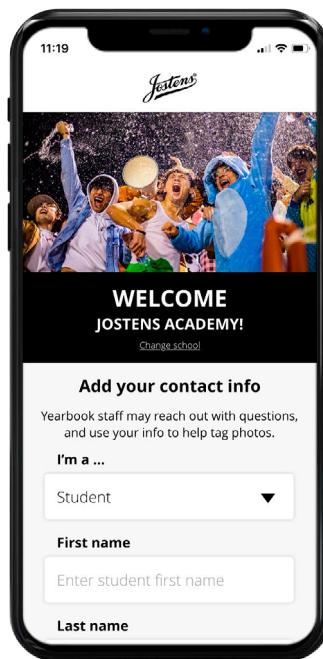 11:19
Jostens
WELCOME
JOSTENS ACADEMY!
Change school
Add your contact info
Yearbook staff may reach out with questions,
and use your info to help tag photos.
I'm a ...
Student
First name
Enter student first name
Last name